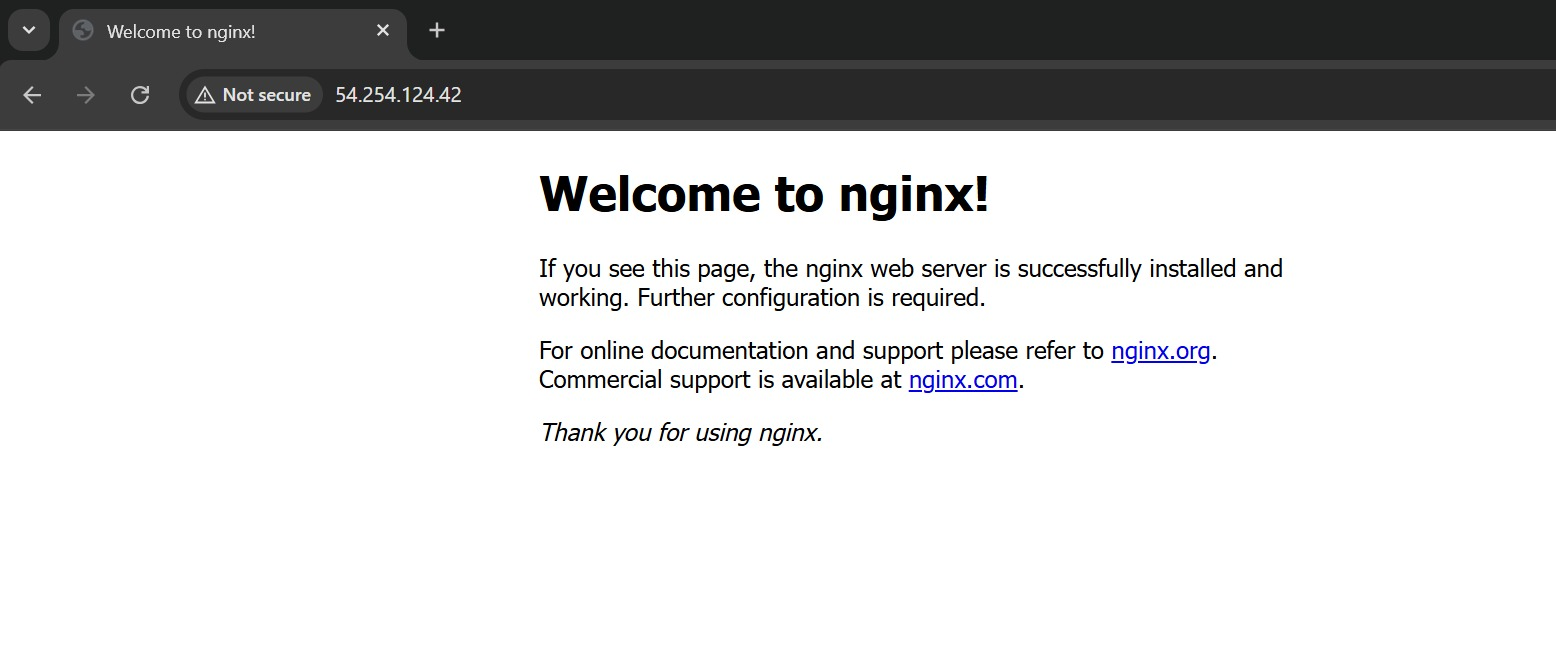 Welcome to nginx!
Not secure
54.254.124.42
Welcome to nginx!
If you see this page, the nginx web server is successfully installed and
working. Further configuration is required.
For online documentation and support please refer to nginx.org.
Commercial support is available at nginx.com.
Thank you for using nginx.